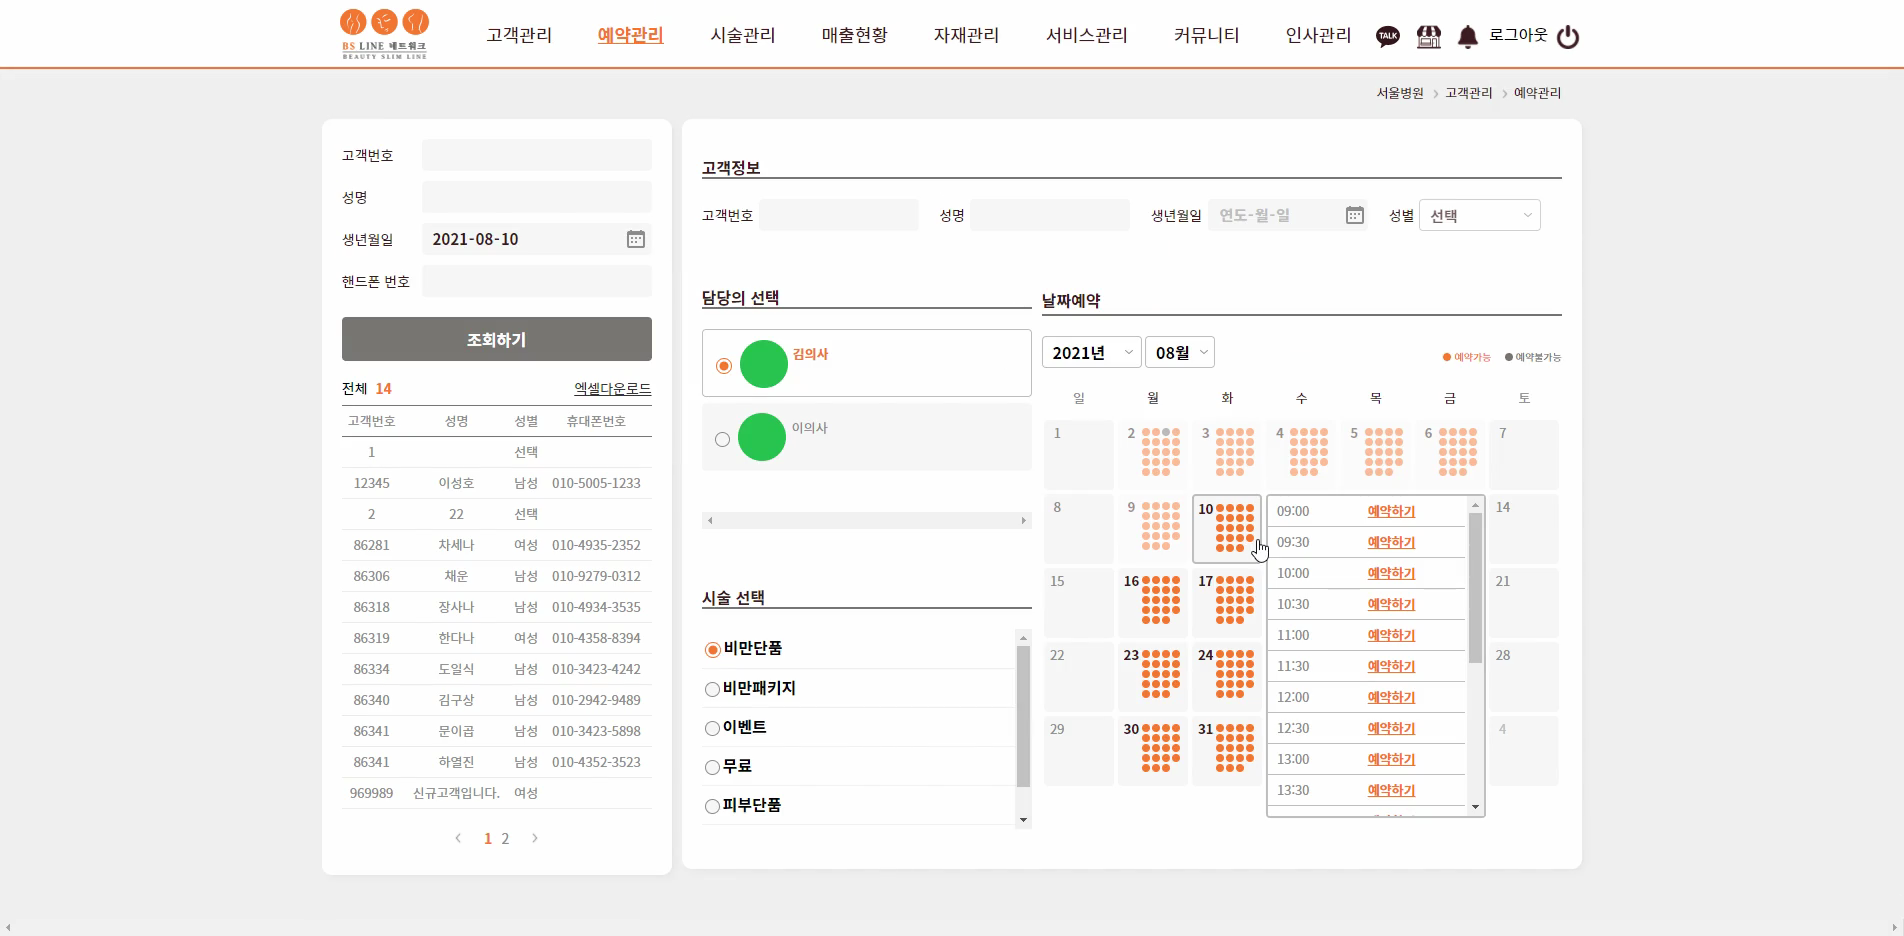 BS LINE 네트워크
BEAUTY SLIM LINE
고객관리 예약관리 시술관리 매출현황 자재관리 서비스관리 커뮤니티 인사관리 TALK 로그아웃
서울병원 > 고객관리 > 예약관리
고객번호
성명
생년월일 2021-08-10
핸드폰 번호
조회하기
전체 14 엑셀다운로드
고객번호 성명 성별 휴대폰번호
1 선택
12345 이성호 남성 010-5005-1233
2 22 선택
86281 차세나 여성 010-4935-2352
86306 채운 남성 010-9279-0312
86318 장사나 남성 010-4934-3535
86319 한다나 여성 010-4358-8394
86334 도일식 남성 010-3423-4242
86340 김구상 남성 010-2942-9489
86341 문이곱 남성 010-3423-5898
86341 하열진 남성 010-4352-3523
969989 신규고객입니다. 여성
< 1 2 >
고객정보
고객번호 성명 생년월일 연도-월-일 성별 선택
담당의 선택
김의사
이의사
시술 선택
비만단품
비만패키지
이벤트
무료
피부단품
날짜예약
2021년 08월
예약가능 예약불가능
일 월 화 수 목 금 토
1 2 3 4 5 6 7
8 9 10 14
15 16 17 21
22 23 24 28
29 30 31 4
09:00 예약하기
09:30 예약하기
10:00 예약하기
10:30 예약하기
11:00 예약하기
11:30 예약하기
12:00 예약하기
12:30 예약하기
13:00 예약하기
13:30 예약하기